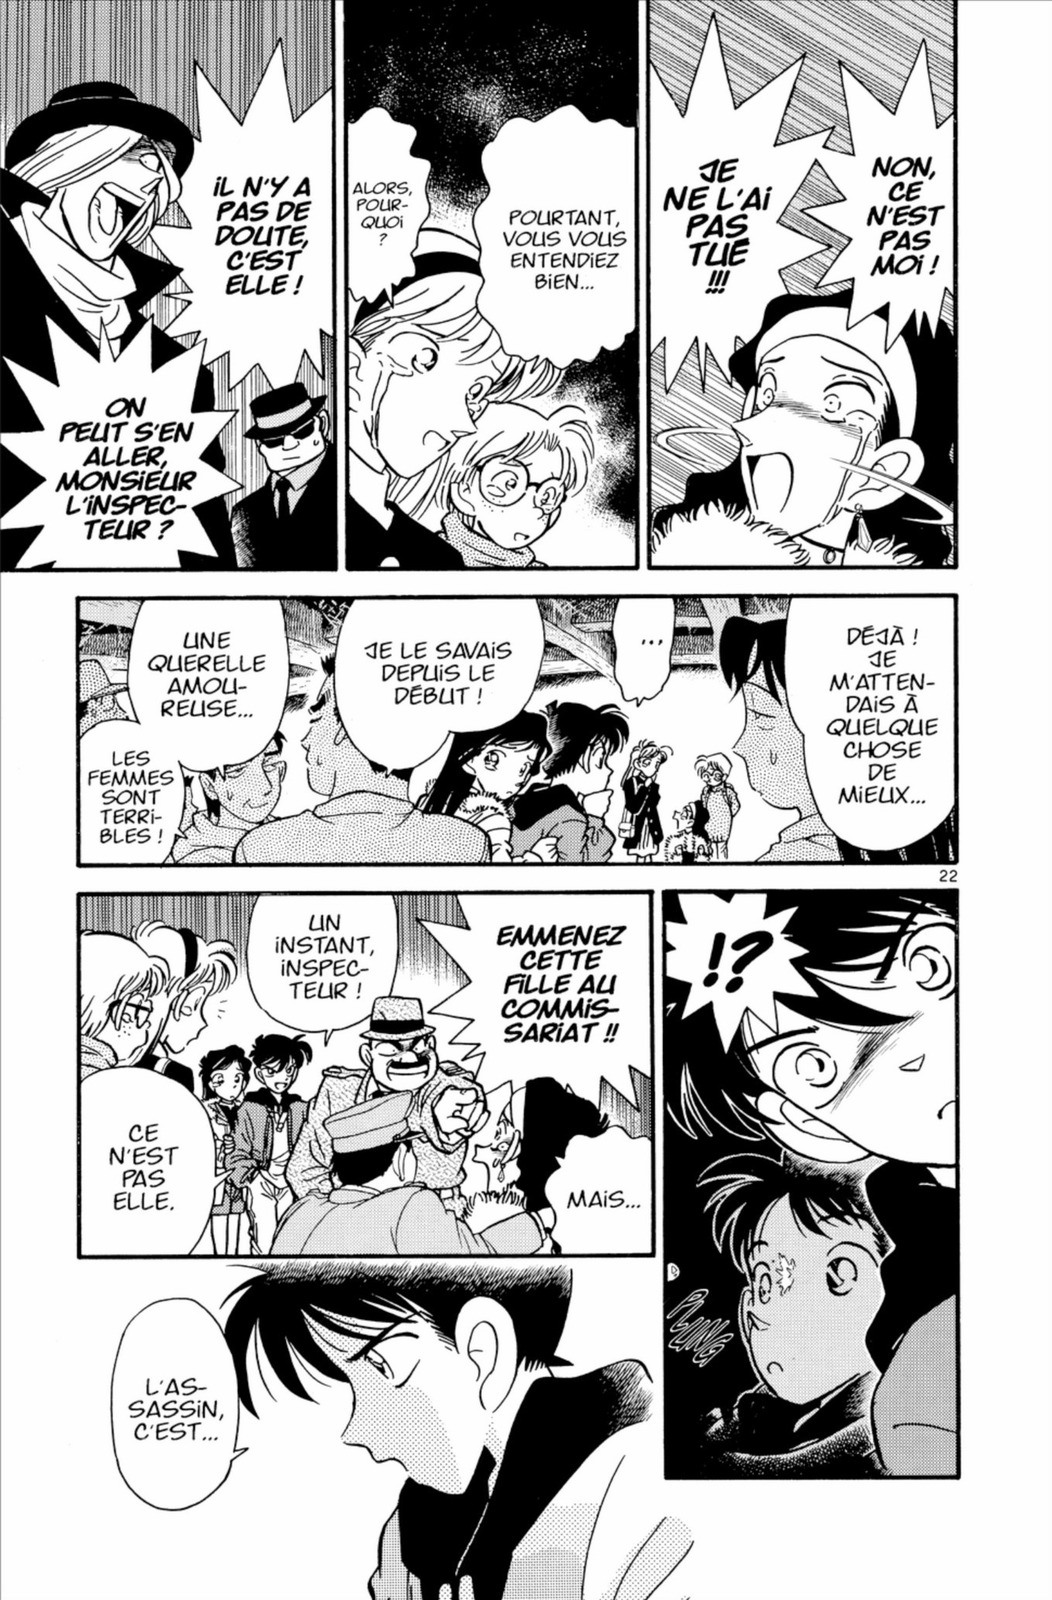 NON,
CE
N'EST
PAS
MOI !
JE
NE L'AI
PAS
TUÉ
!!!
POURTANT,
VOUS VOUS
ENTENDIEZ
BIEN...
ALORS,
POUR-
QUOI
?
IL N'Y A
PAS DE
DOUTE,
C'EST
ELLE !
ON
PEUT S'EN
ALLER,
MONSIEUR
L'INSPEC-
TEUR ?
DÉJÀ !
JE
M'ATTEN-
DAIS À
QUELQUE
CHOSE
DE
MIEUX...
...
JE LE SAVAIS
DEPUIS LE
DÉBUT !
UNE
QUERELLE
AMOU-
REUSE...
LES
FEMMES
SONT
TERRI-
BLES !
22
!?
PLING
EMMENEZ
CETTE
FILLE AU
COMMIS-
SARIAT !!
MAIS...
UN
INSTANT,
INSPEC-
TEUR !
CE
N'EST
PAS
ELLE.
L'AS-
SASSIN,
C'EST...